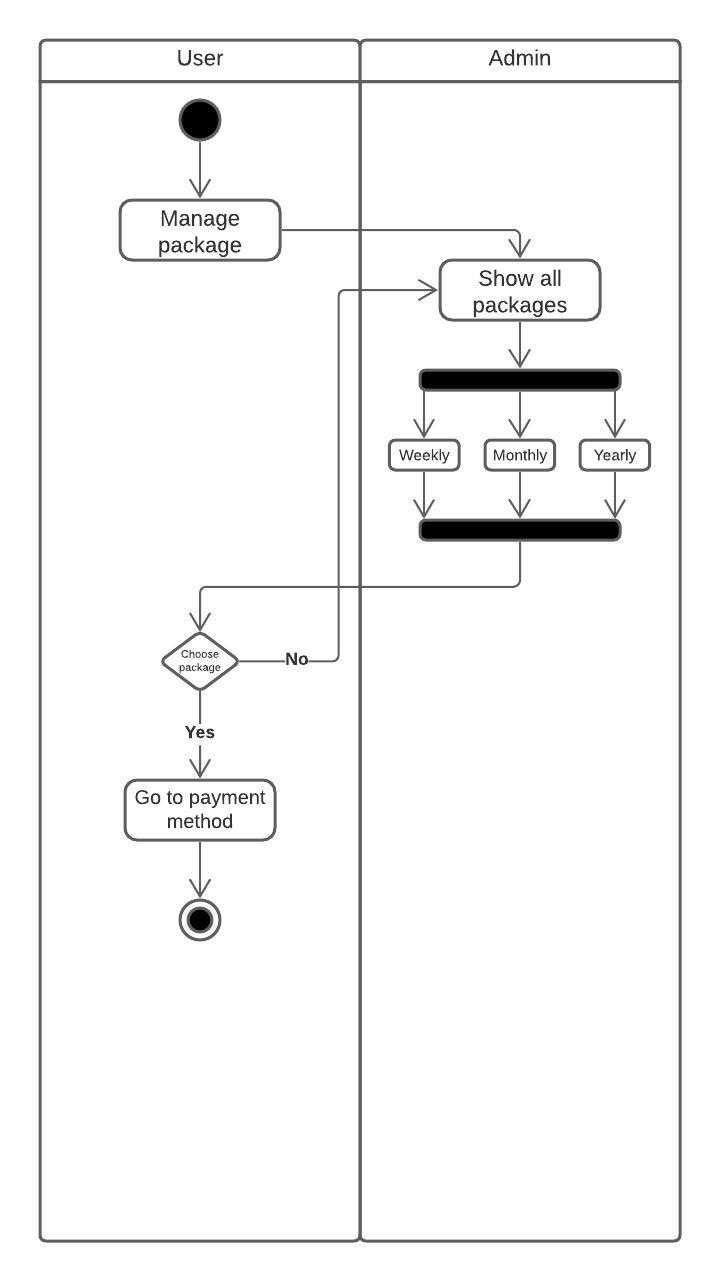 User
Admin
Manage
package
Show all
packages
Weekly
Monthly
Yearly
Choose
package
No
Yes
Go to payment
method